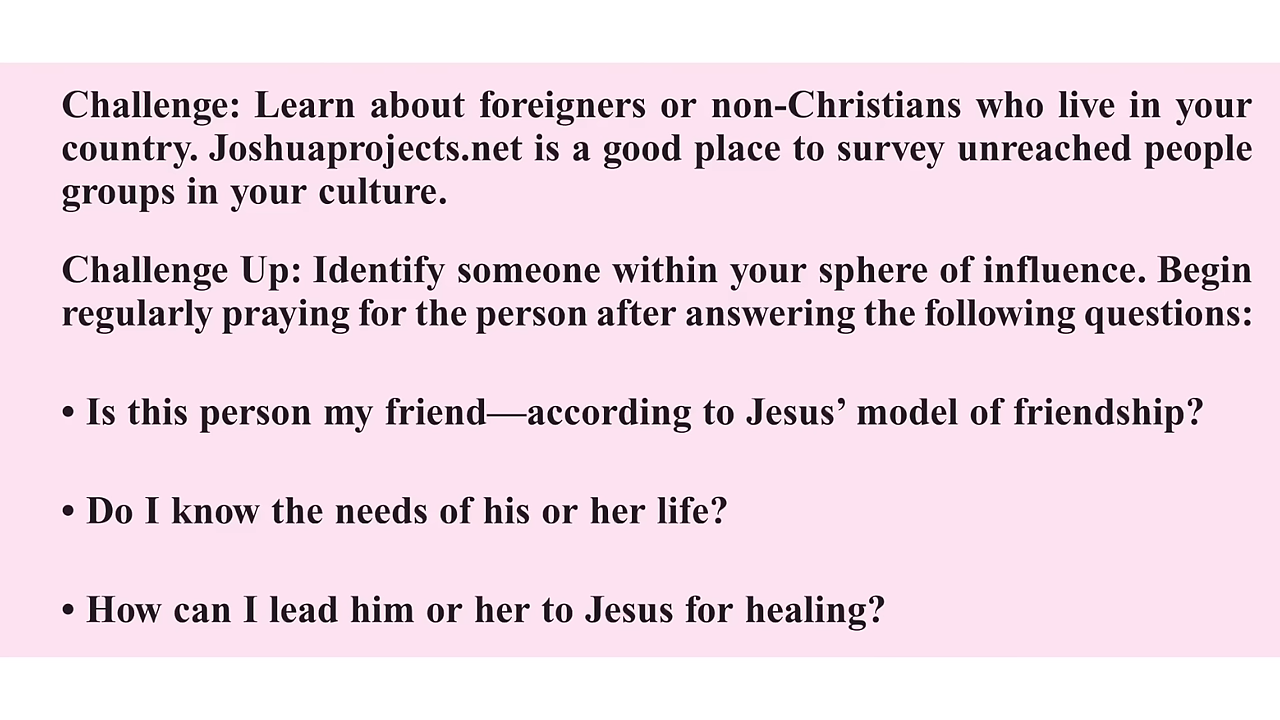 Challenge: Learn about foreigners or non-Christians who live in your
country. Joshuaprojects.net is a good place to survey unreached people
groups in your culture.
Challenge Up: Identify someone within your sphere of influence. Begin
regularly praying for the person after answering the following questions:
• Is this person my friend—according to Jesus’ model of friendship?
• Do I know the needs of his or her life?
• How can I lead him or her to Jesus for healing?